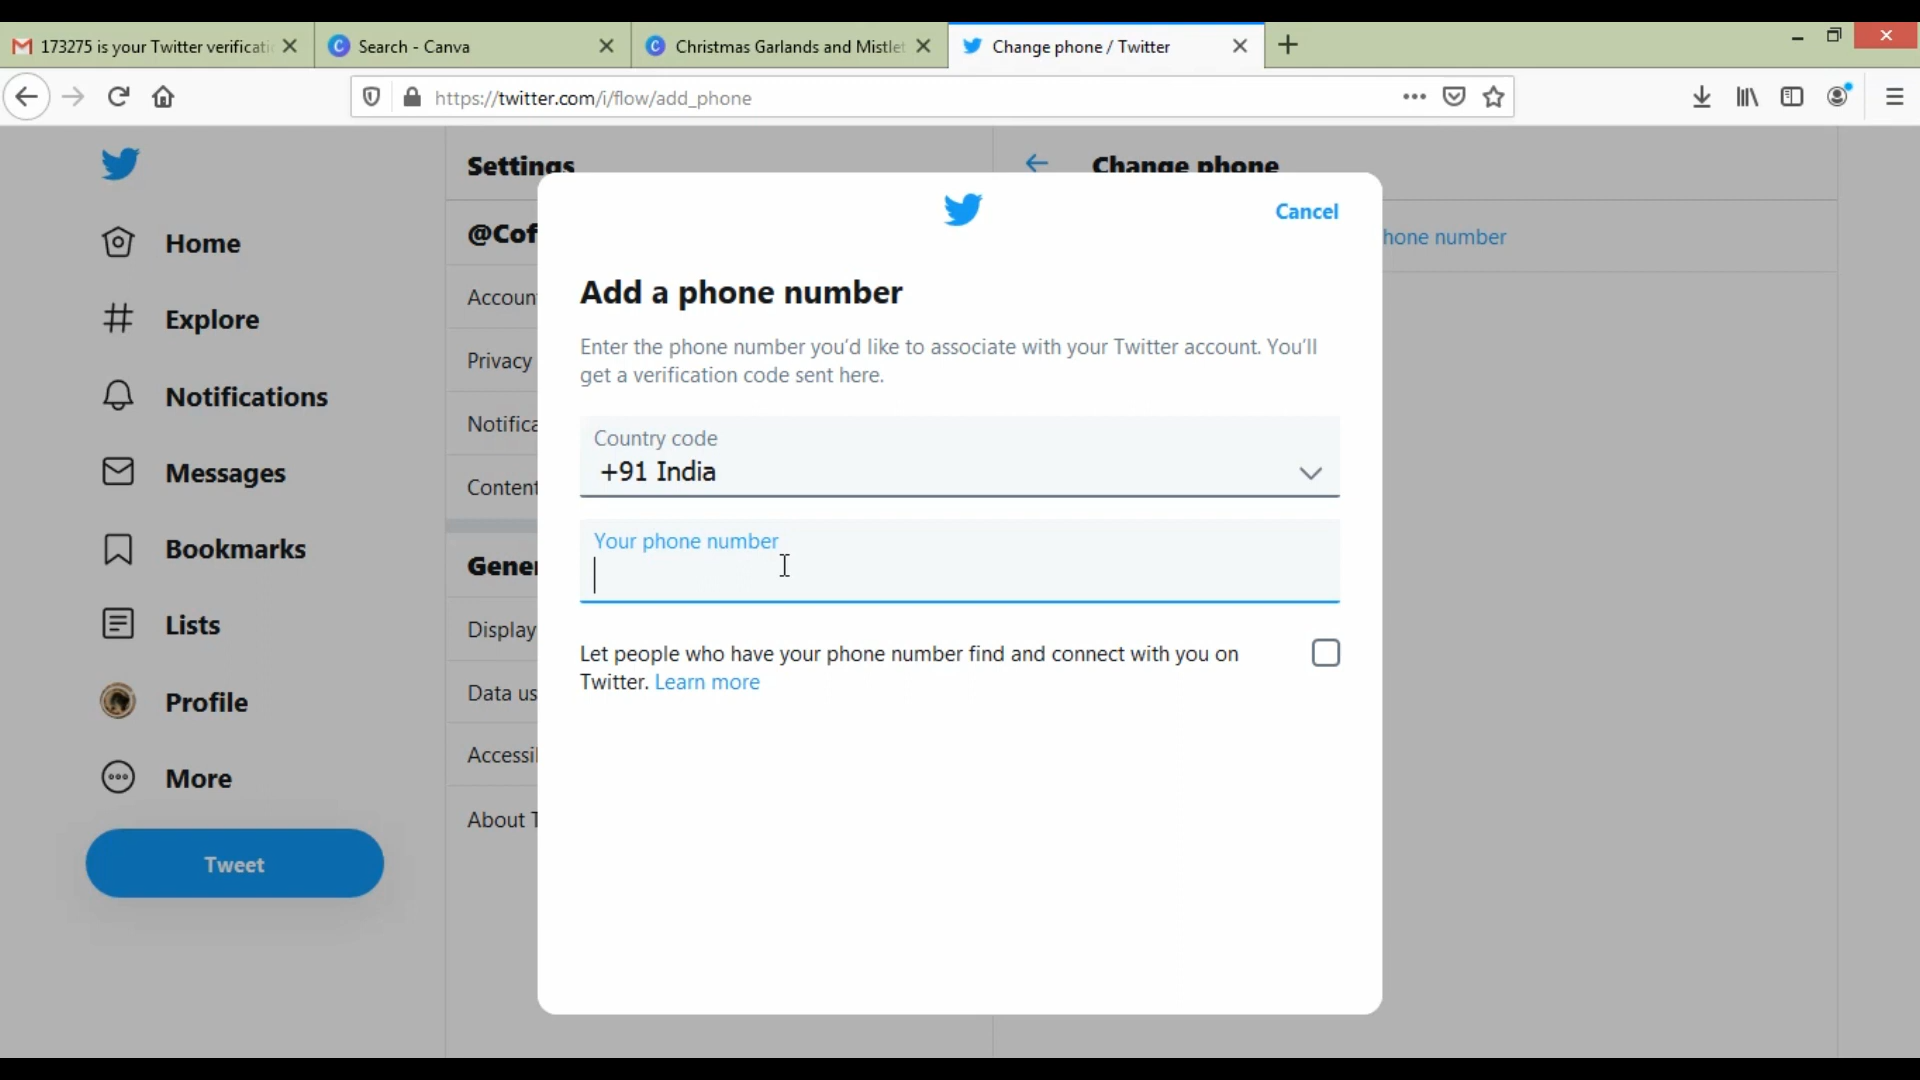 173275 is your Twitter verificati
Search - Canva
Christmas Garlands and Mistlet
Change phone / Twitter
https://twitter.com/i/flow/add_phone
Settings
Change phone
@Cof
hone number
Home
Explore
Notifications
Messages
Bookmarks
Lists
Profile
More
Tweet
Accoun
Privacy
Notifica
Content
Gener
Display
Data us
Accessi
About T
Cancel
Add a phone number
Enter the phone number you'd like to associate with your Twitter account. You'll
get a verification code sent here.
Country code
+91 India
Your phone number
Let people who have your phone number find and connect with you on
Twitter. Learn more